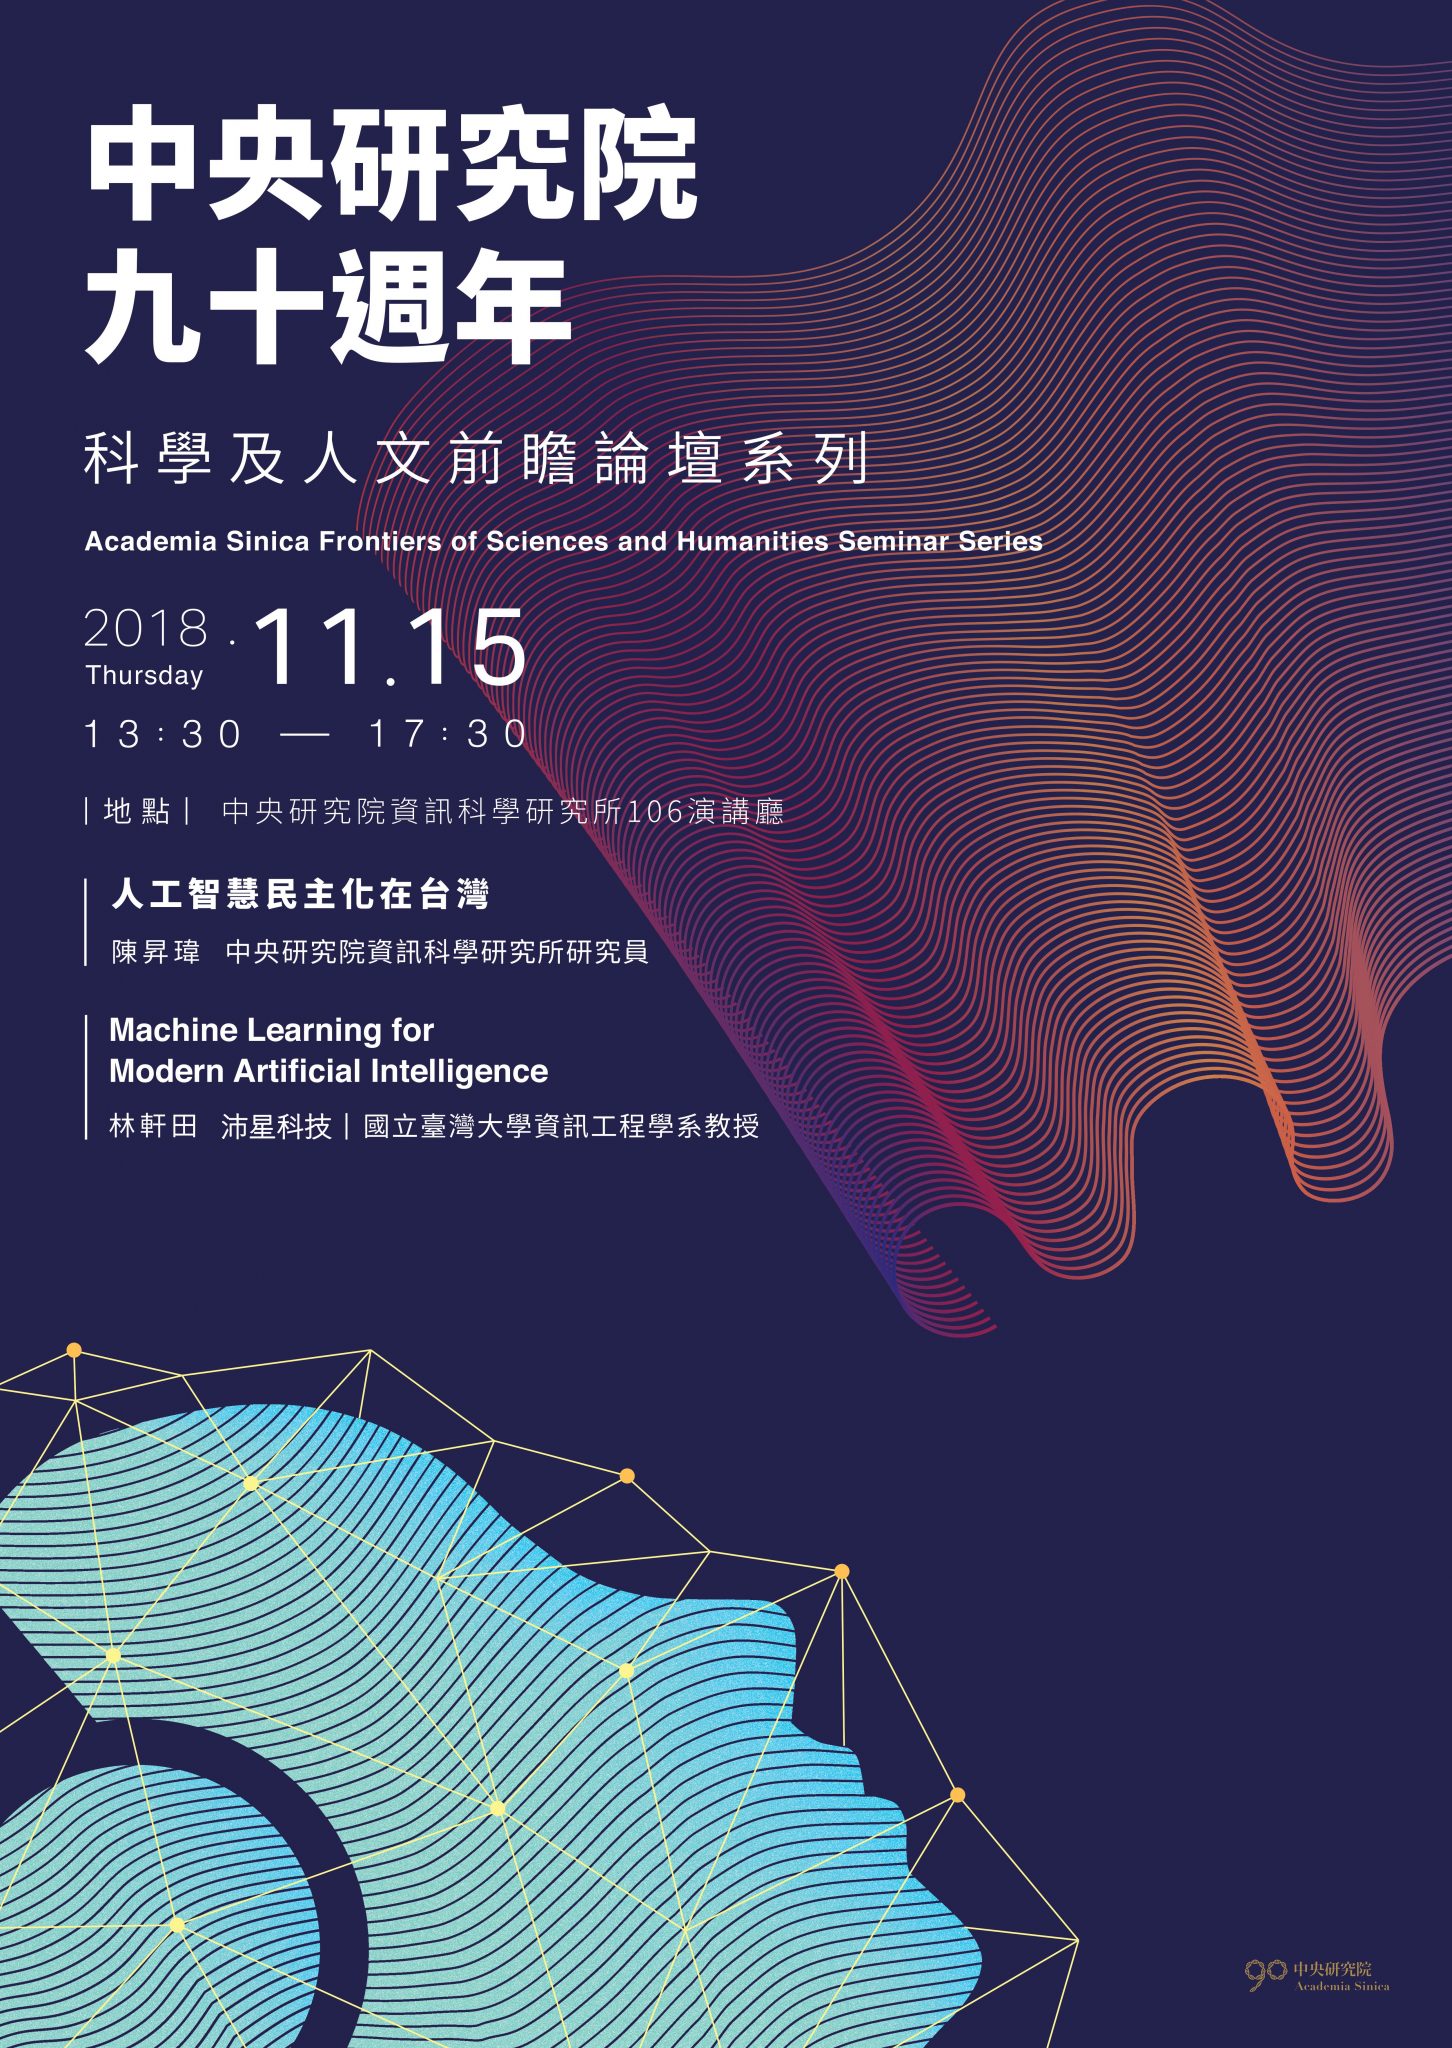 中央研究院
九十週年
科學及人文前瞻論壇系列
Academia Sinica Frontiers of Sciences and Humanities Seminar Series
2018 . 11.15
Thursday
13:30 — 17:30
|地點| 中央研究院資訊科學研究所106演講廳
人工智慧民主化在台灣
陳昇瑋 中央研究院資訊科學研究所研究員
Machine Learning for
Modern Artificial Intelligence
林軒田 沛星科技|國立臺灣大學資訊工程學系教授
90 中央研究院
Academia Sinica